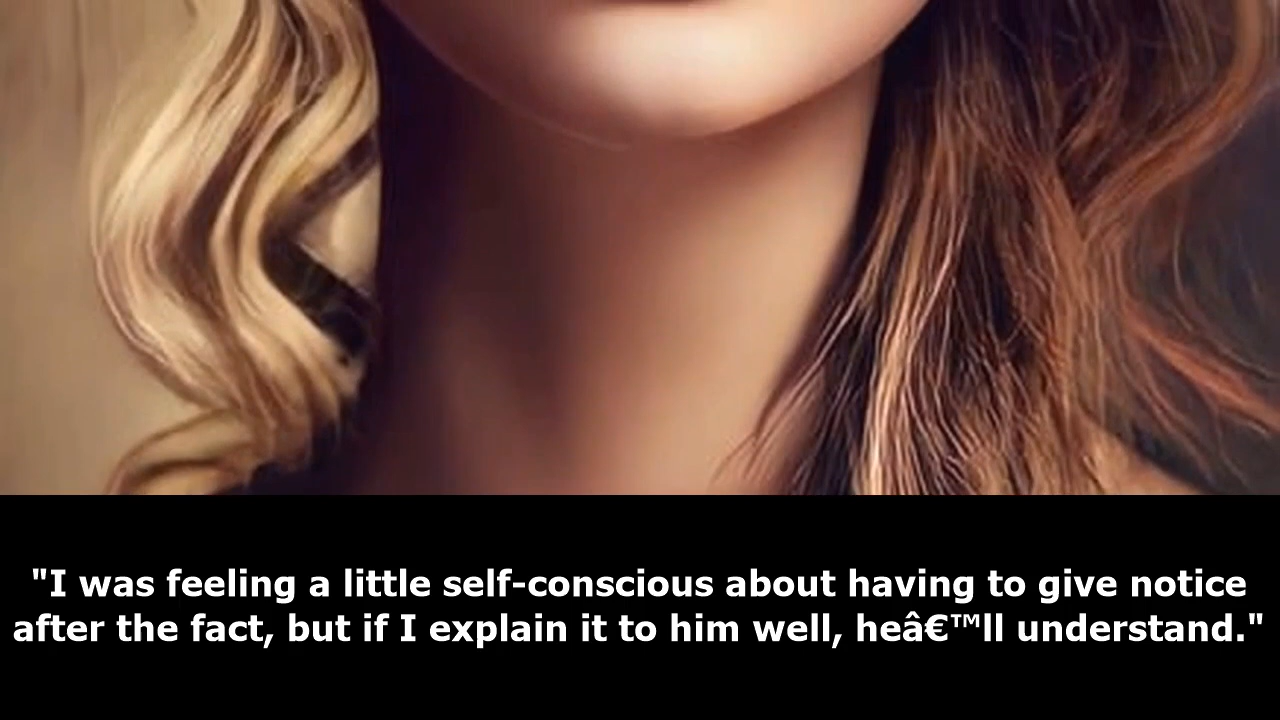 "I was feeling a little self-conscious about having to give notice
after the fact, but if I explain it to him well, heâ€™ll understand."